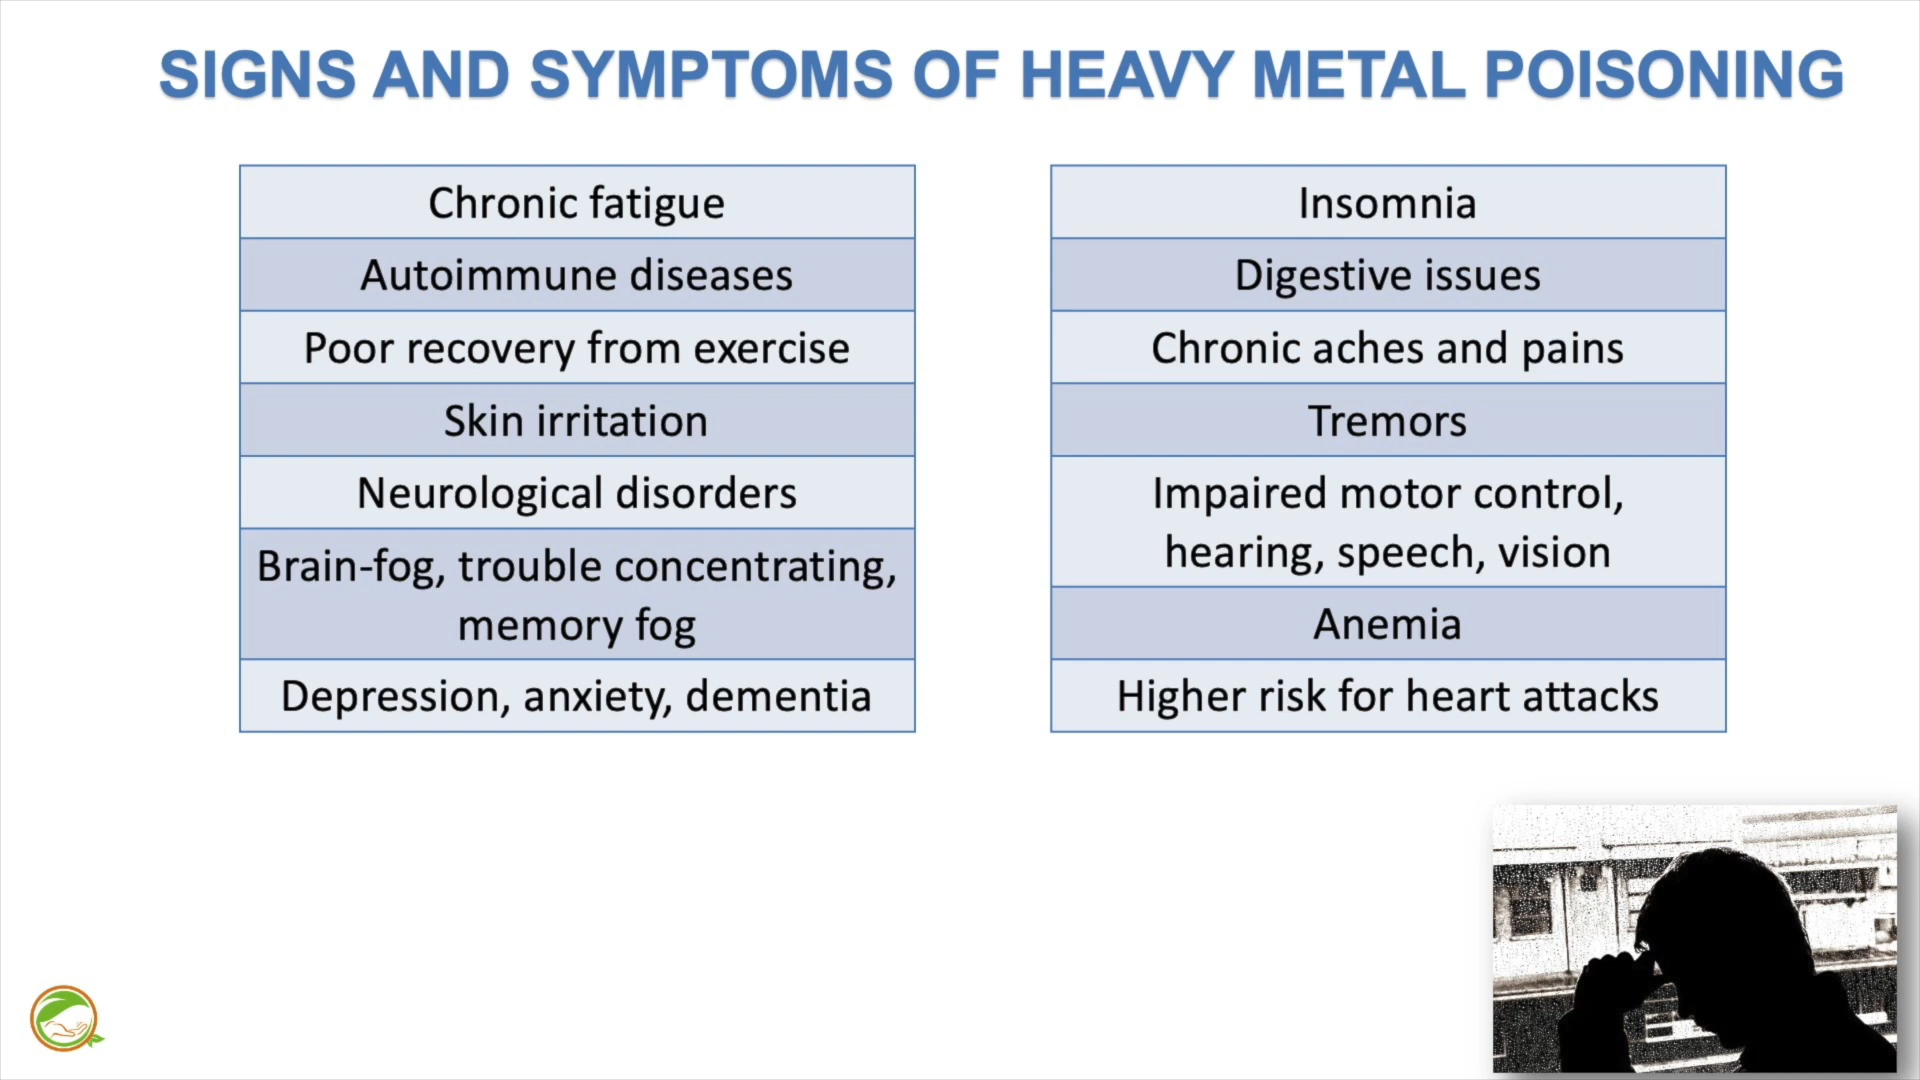 SIGNS AND SYMPTOMS OF HEAVY METAL POISONING
Chronic fatigue
Autoimmune diseases
Poor recovery from exercise
Skin irritation
Neurological disorders
Brain-fog, trouble concentrating,
memory fog
Depression, anxiety, dementia
Insomnia
Digestive issues
Chronic aches and pains
Tremors
Impaired motor control,
hearing, speech, vision
Anemia
Higher risk for heart attacks